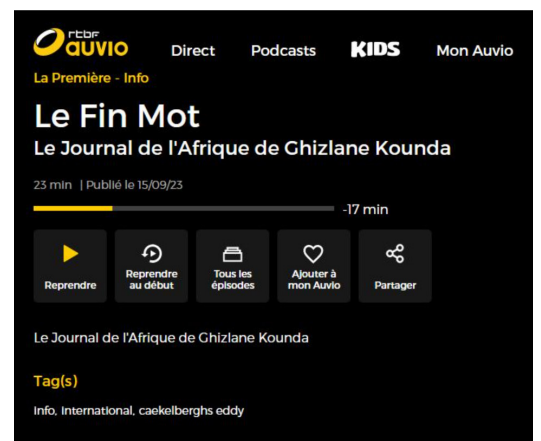 rtbf
auvio Direct Podcasts KIDS Mon Auvio
La Première - Info
Le Fin Mot
Le Journal de l'Afrique de Ghizlane Kounda
23 min | Publié le 15/09/23
-17 min
Reprendre
Reprendre
au début
Tous les
épisodes
Ajouter à
mon Auvio
Partager
Le Journal de l'Afrique de Ghizlane Kounda
Tag(s)
Info, International, caekelberghs eddy